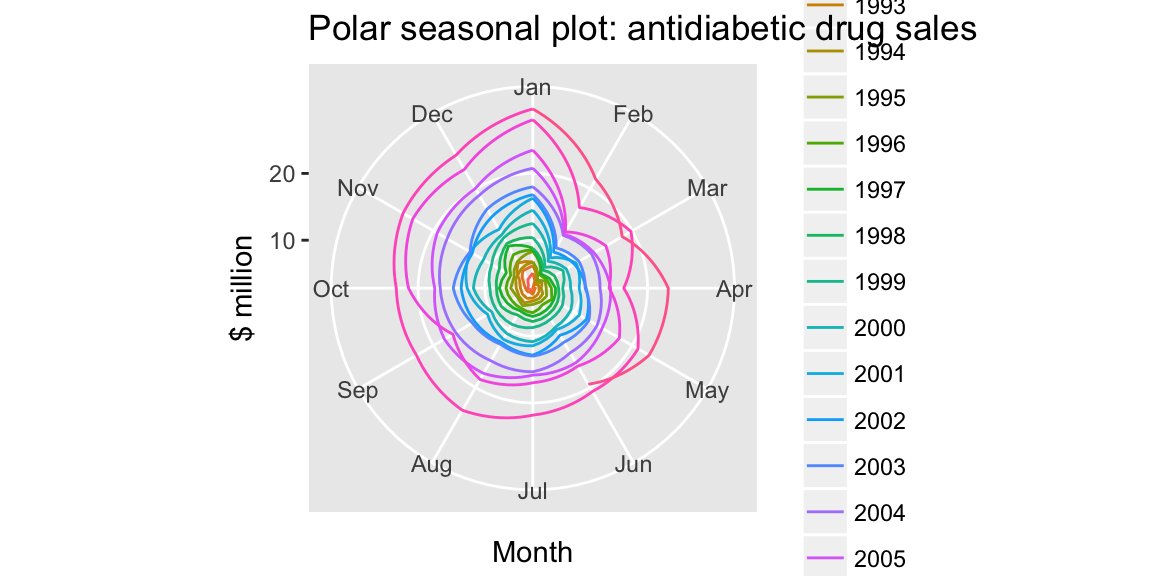 Polar seasonal plot: antidiabetic drug sales
Jan
Feb
Mar
Apr
May
Jun
Jul
Aug
Sep
Oct
Nov
Dec
20
10
$ million
Month
1993
1994
1995
1996
1997
1998
1999
2000
2001
2002
2003
2004
2005